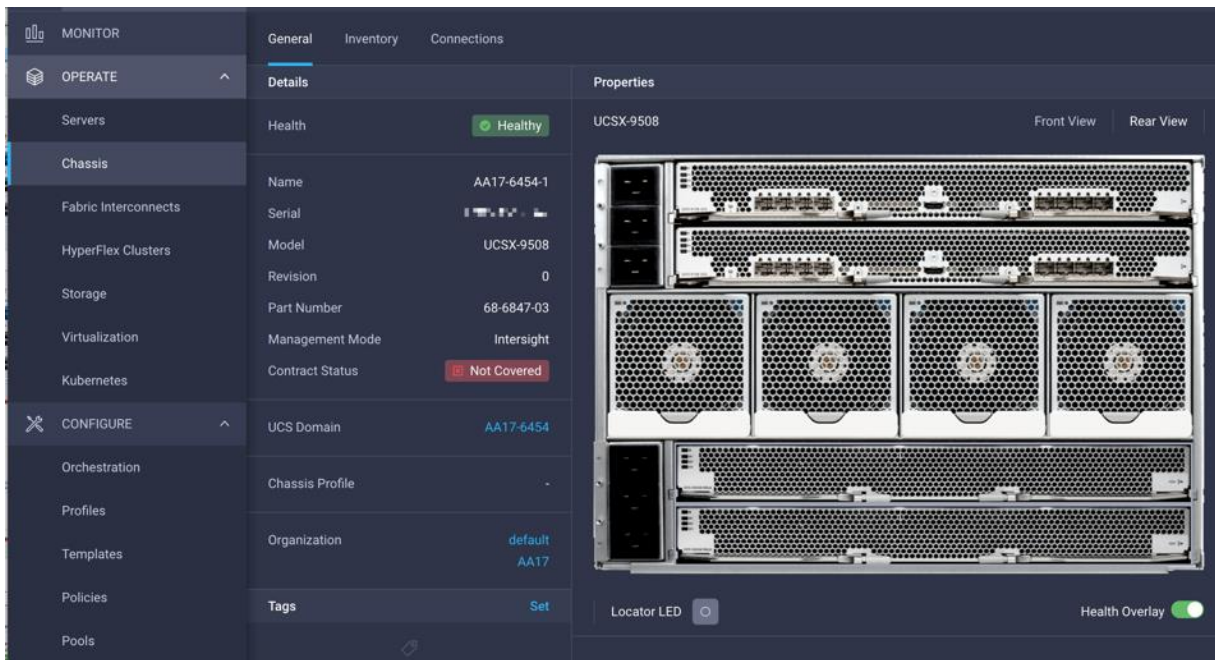 MONITOR
OPERATE
Servers
Chassis
Fabric Interconnects
HyperFlex Clusters
Storage
Virtualization
Kubernetes
CONFIGURE
Orchestration
Profiles
Templates
Policies
Pools
General Inventory Connections
Details
Health Healthy
Name AA17-6454-1
Serial
Model UCSX-9508
Revision 0
Part Number 68-6847-03
Management Mode Intersight
Contract Status Not Covered
UCS Domain AA17-6454
Chassis Profile -
Organization default
AA17
Tags Set
Properties
UCSX-9508 Front View Rear View
Locator LED Health Overlay